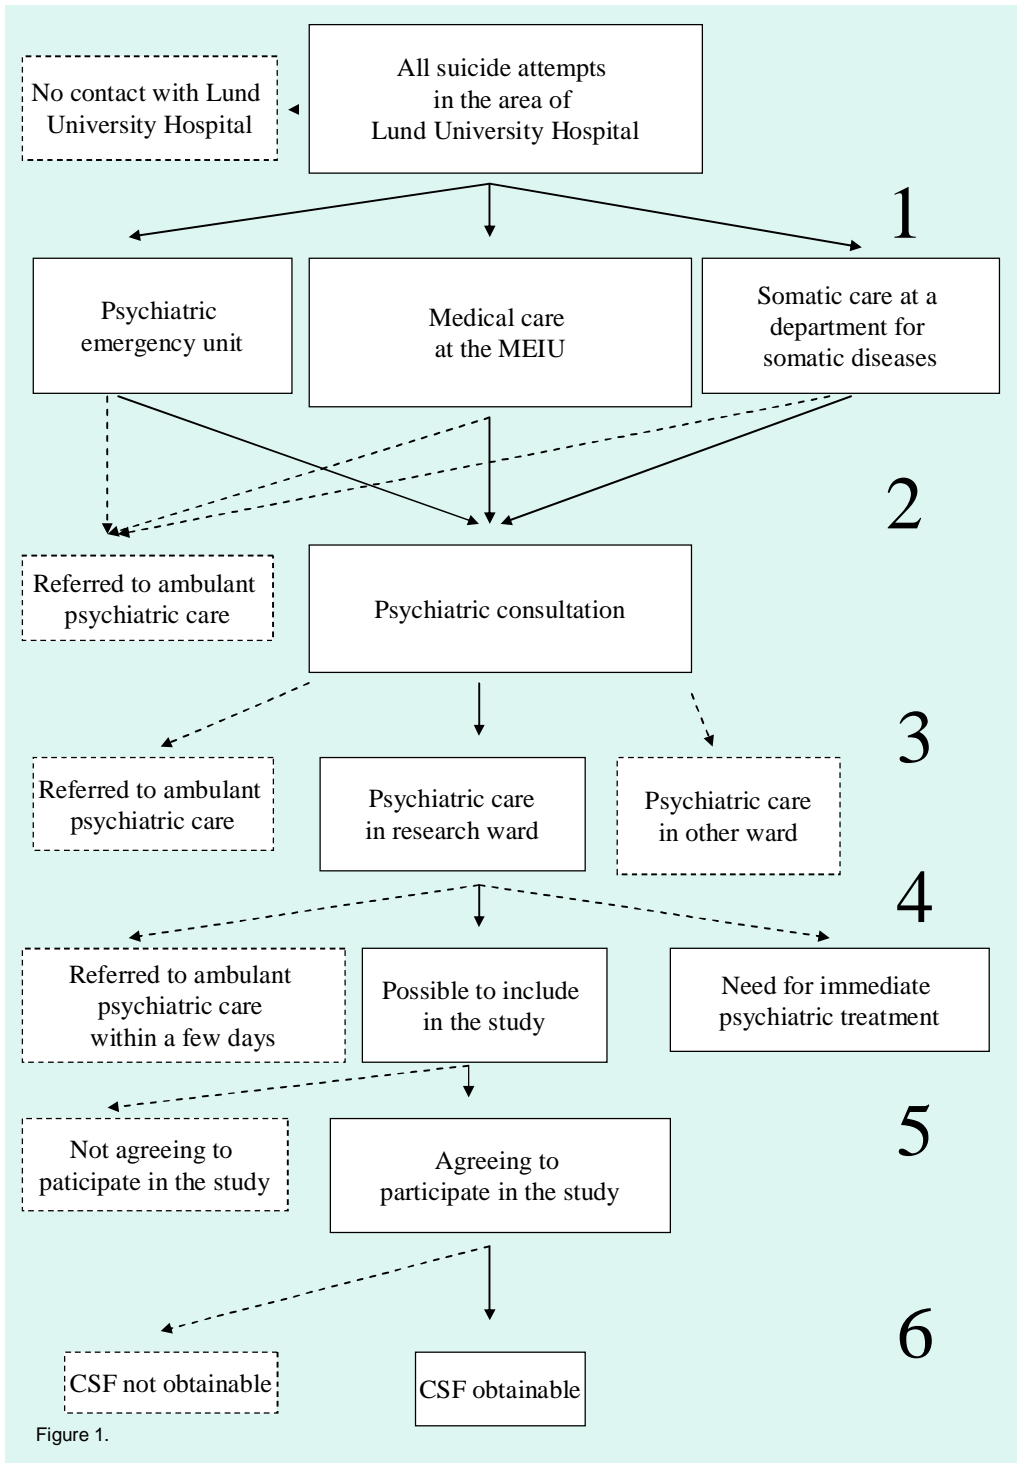 All suicide attempts
in the area of
Lund University Hospital
No contact with Lund
University Hospital
1
Psychiatric
emergency unit
Medical care
at the MEIU
Somatic care at a
department for
somatic diseases
2
Referred to ambulant
psychiatric care
Psychiatric consultation
3
Referred to ambulant
psychiatric care
Psychiatric care
in research ward
Psychiatric care
in other ward
4
Referred to ambulant
psychiatric care
within a few days
Possible to include
in the study
Need for immediate
psychiatric treatment
5
Not agreeing to
paticipate in the study
Agreeing to
participate in the study
6
CSF not obtainable
CSF obtainable
Figure 1.